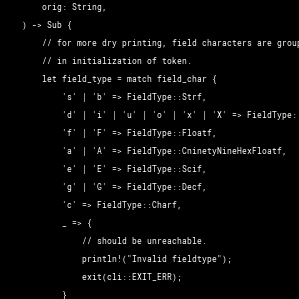 orig: String,
) -> Sub {
// for more dry printing, field characters are grou
// in initialization of token.
let field_type = match field_char {
's' | 'b' => FieldType::Strf,
'd' | 'i' | 'u' | 'o' | 'x' | 'X' => FieldType:
'f' | 'F' => FieldType::Floatf,
'a' | 'A' => FieldType::CninetyNineHexFloatf,
'e' | 'E' => FieldType::Scif,
'g' | 'G' => FieldType::Decf,
'c' => FieldType::Charf,
_ => {
// should be unreachable.
println!("Invalid fieldtype");
exit(cli::EXIT_ERR);
}